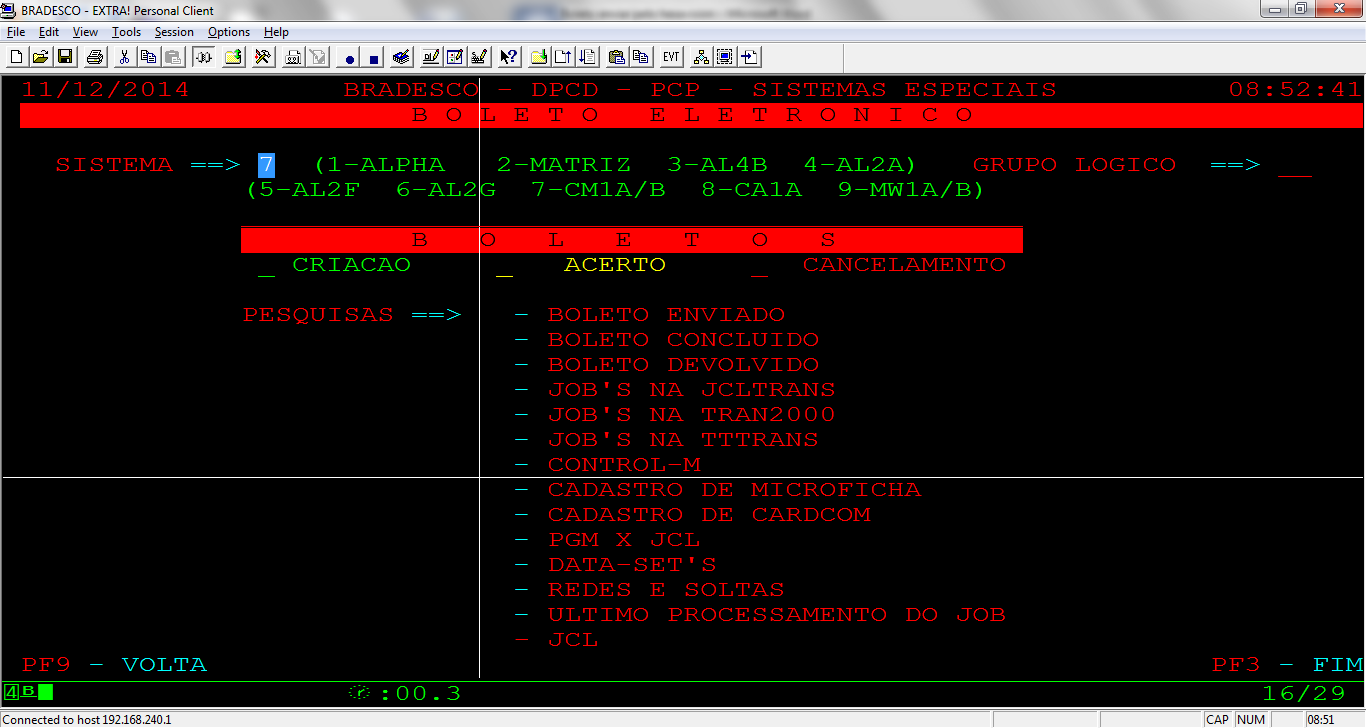 BRADESCO - EXTRA! Personal Client
File Edit View Tools Session Options Help
EVT
11/12/2014 BRADESCO - DPCD - PCP - SISTEMAS ESPECIAIS 08:52:41
B O L E T O E L E T R O N I C O
SISTEMA ==> 7 (1-ALPHA 2-MATRIZ 3-AL4B 4-AL2A) GRUPO LOGICO ==> __
(5-AL2F 6-AL2G 7-CM1A/B 8-CA1A 9-MW1A/B)
B O L E T O S
_ CRIACAO _ ACERTO _ CANCELAMENTO
PESQUISAS ==> - BOLETO ENVIADO
- BOLETO CONCLUIDO
- BOLETO DEVOLVIDO
- JOB'S NA JCLTRANS
- JOB'S NA TRAN2000
- JOB'S NA TTTRANS
- CONTROL-M
- CADASTRO DE MICROFICHA
- CADASTRO DE CARDCOM
- PGM X JCL
- DATA-SET'S
- REDES E SOLTAS
- ULTIMO PROCESSAMENTO DO JOB
- JCL
PF9 - VOLTA PF3 - FIM
4B :00.3 16/29
Connected to host 192.168.240.1 CAP NUM 08:51